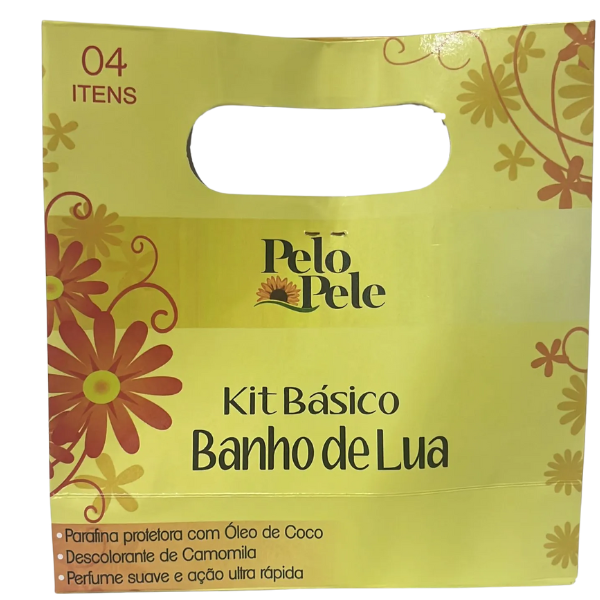 04
ITENS
Pelo
Pele
Kit Básico
Banho de Lua
• Parafina protetora com Óleo de Coco
• Descolorante de Camomila
• Perfume suave e ação ultra rápida